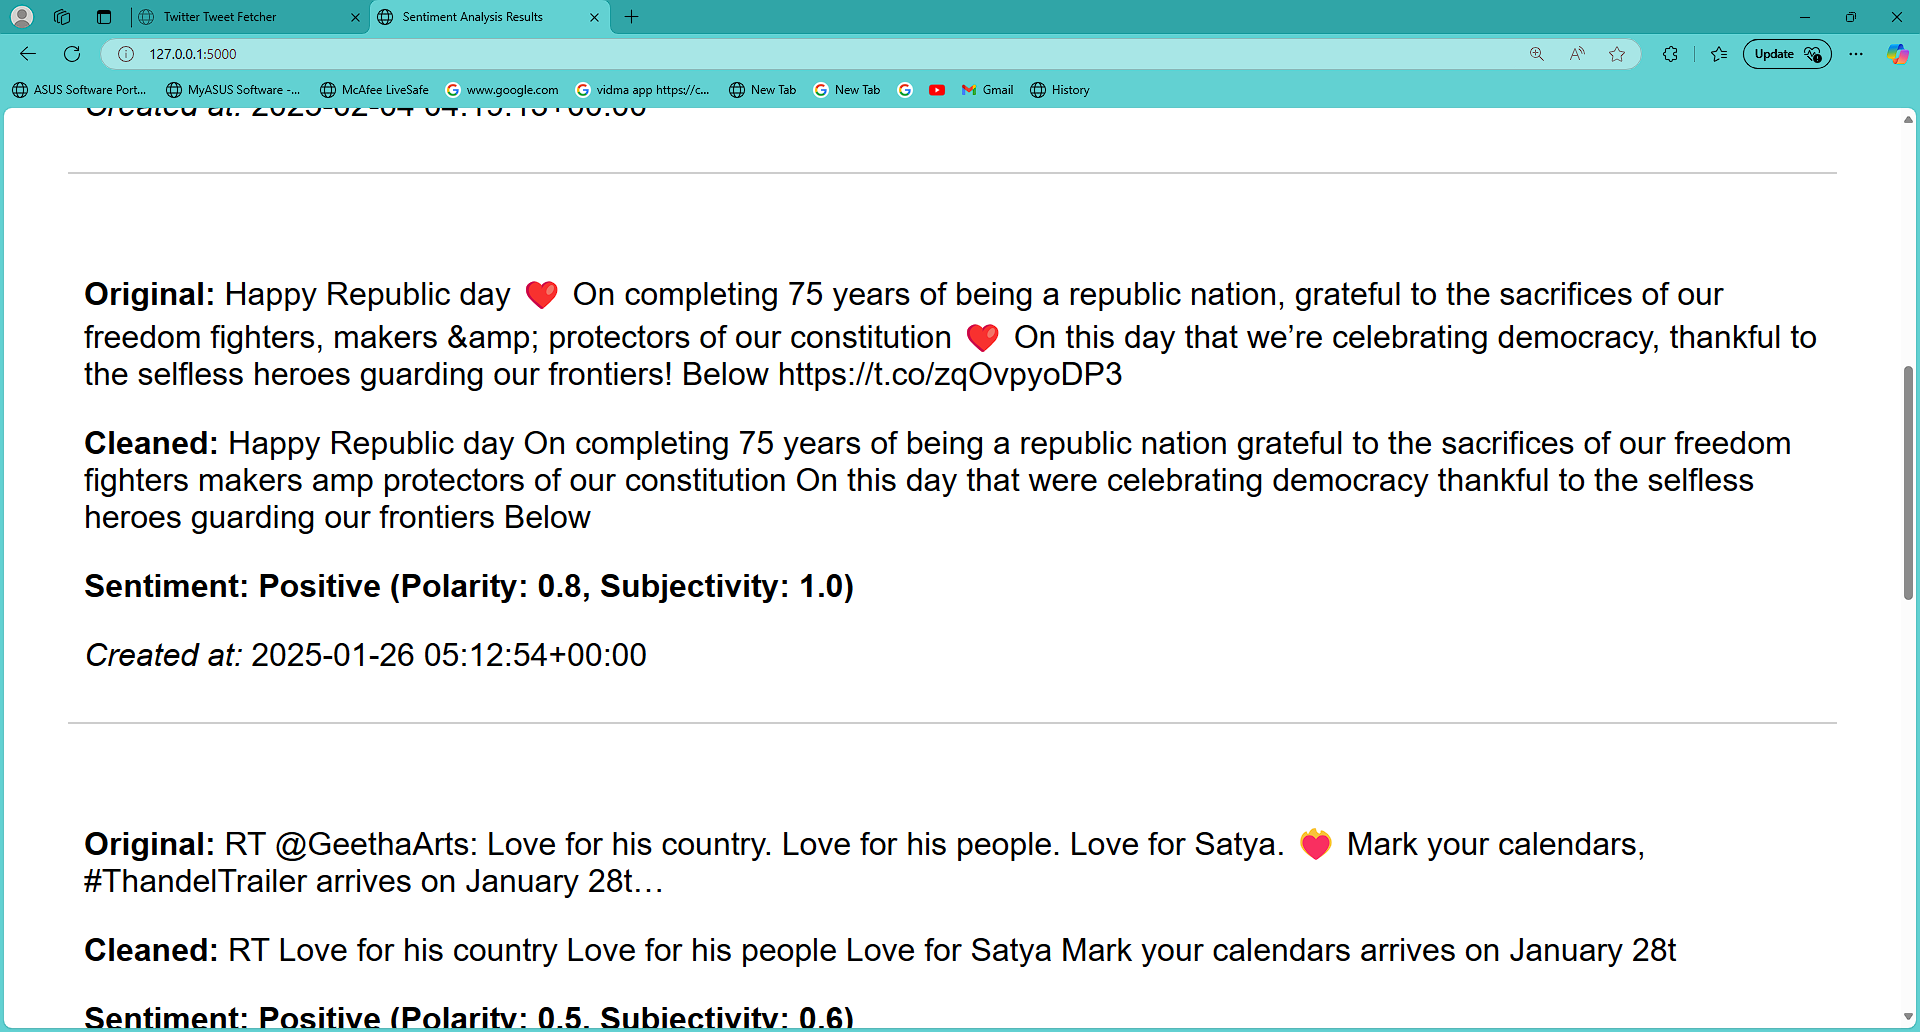 Twitter Tweet Fetcher
Sentiment Analysis Results
127.0.0.1:5000
Update
ASUS Software Port...
MyASUS Software -...
McAfee LiveSafe
www.google.com
vidma app https://c...
New Tab
New Tab
Gmail
History
Created at: 2025-02-04 04:19:13+00:00
Original: Happy Republic day ❤️ On completing 75 years of being a republic nation, grateful to the sacrifices of our
freedom fighters, makers &amp; protectors of our constitution ❤️ On this day that we’re celebrating democracy, thankful to
the selfless heroes guarding our frontiers! Below https://t.co/zqOvpyoDP3
Cleaned: Happy Republic day On completing 75 years of being a republic nation grateful to the sacrifices of our freedom
fighters makers amp protectors of our constitution On this day that were celebrating democracy thankful to the selfless
heroes guarding our frontiers Below
Sentiment: Positive (Polarity: 0.8, Subjectivity: 1.0)
Created at: 2025-01-26 05:12:54+00:00
Original: RT @GeethaArts: Love for his country. Love for his people. Love for Satya. ❤️‍🔥 Mark your calendars,
#ThandelTrailer arrives on January 28t…
Cleaned: RT Love for his country Love for his people Love for Satya Mark your calendars arrives on January 28t
Sentiment: Positive (Polarity: 0.5, Subjectivity: 0.6)